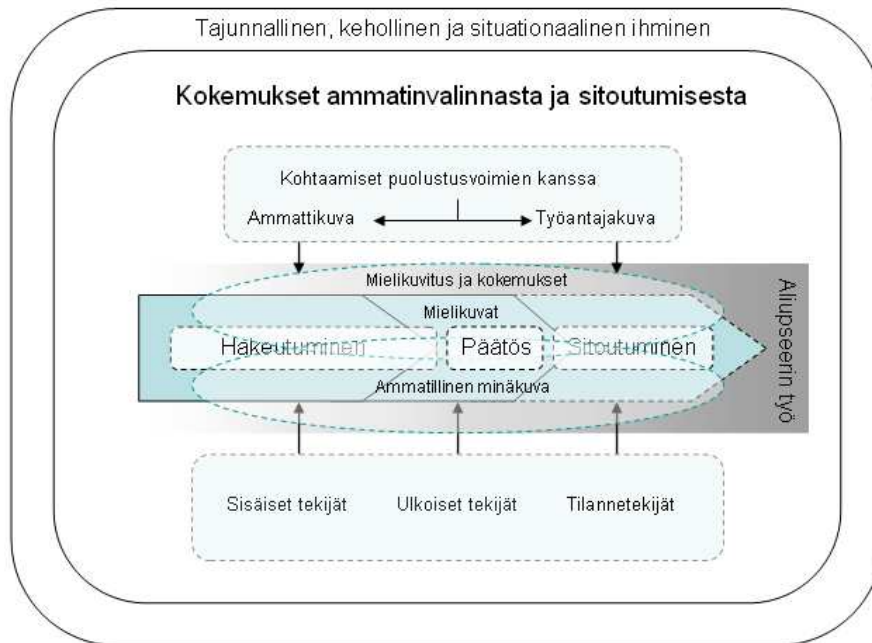 Tajunnallinen, kehollinen ja situationaalinen ihminen
Kokemukset ammatinvalinnasta ja sitoutumisesta
Kohtaamiset puolustusvoimien kanssa
Ammattikuva
Työantajakuva
Mielikuvitus ja kokemukset
Mielikuvat
Hakeutuminen
Päätös
Sitoutuminen
Ammatillinen minäkuva
Aliupseerin työ
Sisäiset tekijät
Ulkoiset tekijät
Tilannetekijät